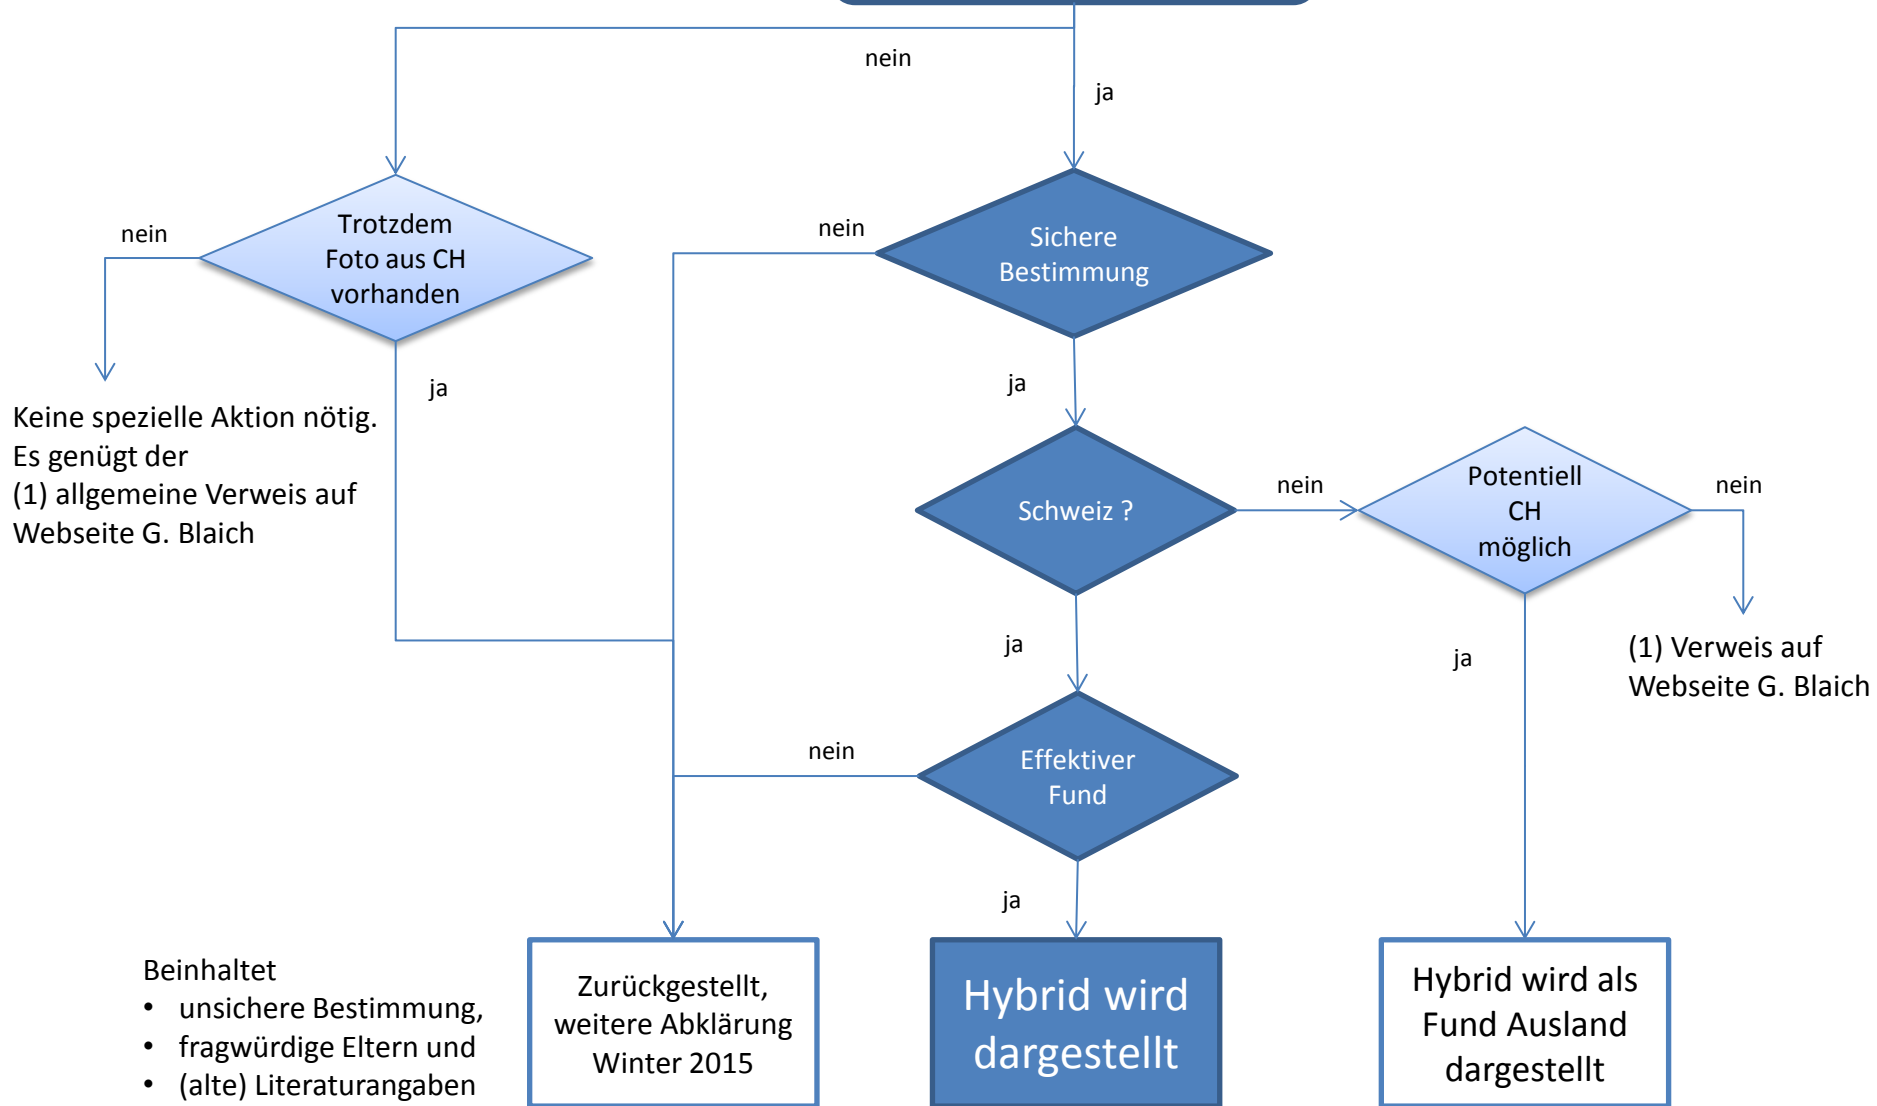 nein
ja
nein
Trotzdem
Foto aus CH
vorhanden
nein
Sichere
Bestimmung
ja
ja
Keine spezielle Aktion nötig.
Es genügt der
(1) allgemeine Verweis auf
Webseite G. Blaich
Schweiz ?
nein
Potentiell
CH
möglich
nein
ja
ja
(1) Verweis auf
Webseite G. Blaich
nein
Effektiver
Fund
ja
Beinhaltet
• unsichere Bestimmung,
• fragwürdige Eltern und
• (alte) Literaturangaben
Zurückgestellt,
weitere Abklärung
Winter 2015
Hybrid wird
dargestellt
Hybrid wird als
Fund Ausland
dargestellt